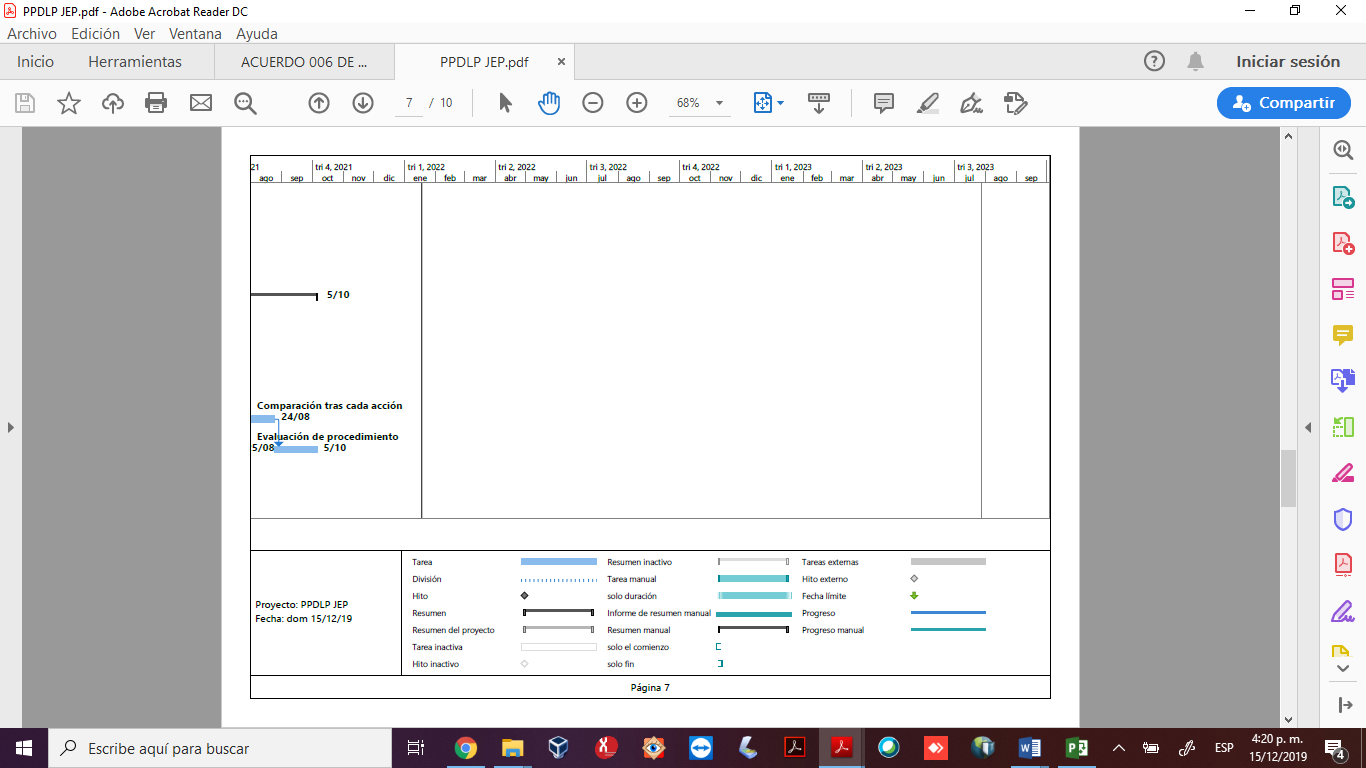 PPDLP JEP.pdf - Adobe Acrobat Reader DC
Archivo Edición Ver Ventana Ayuda
Inicio Herramientas ACUERDO 006 DE ... PPDLP JEP.pdf × Iniciar sesión
7 / 10 68% Compartir
21 tri 4, 2021 tri 1, 2022 tri 2, 2022 tri 3, 2022 tri 4, 2022 tri 1, 2023 tri 2, 2023 tri 3, 2023
ago sep oct nov dic ene feb mar abr may jun jul ago sep oct nov dic ene feb mar abr may jun jul ago sep
5/10
Comparación tras cada acción
24/08
Evaluación de procedimiento
5/08 5/10
Tarea Resumen inactivo Tareas externas
División Tarea manual Hito externo
Hito solo duración Fecha límite
Resumen Informe de resumen manual Progreso
Resumen del proyecto Resumen manual Progreso manual
Tarea inactiva solo el comienzo
Hito inactivo solo fin
Proyecto: PPDLP JEP
Fecha: dom 15/12/19
Página 7
Escribe aquí para buscar
ESP
4:20 p. m.
15/12/2019
4